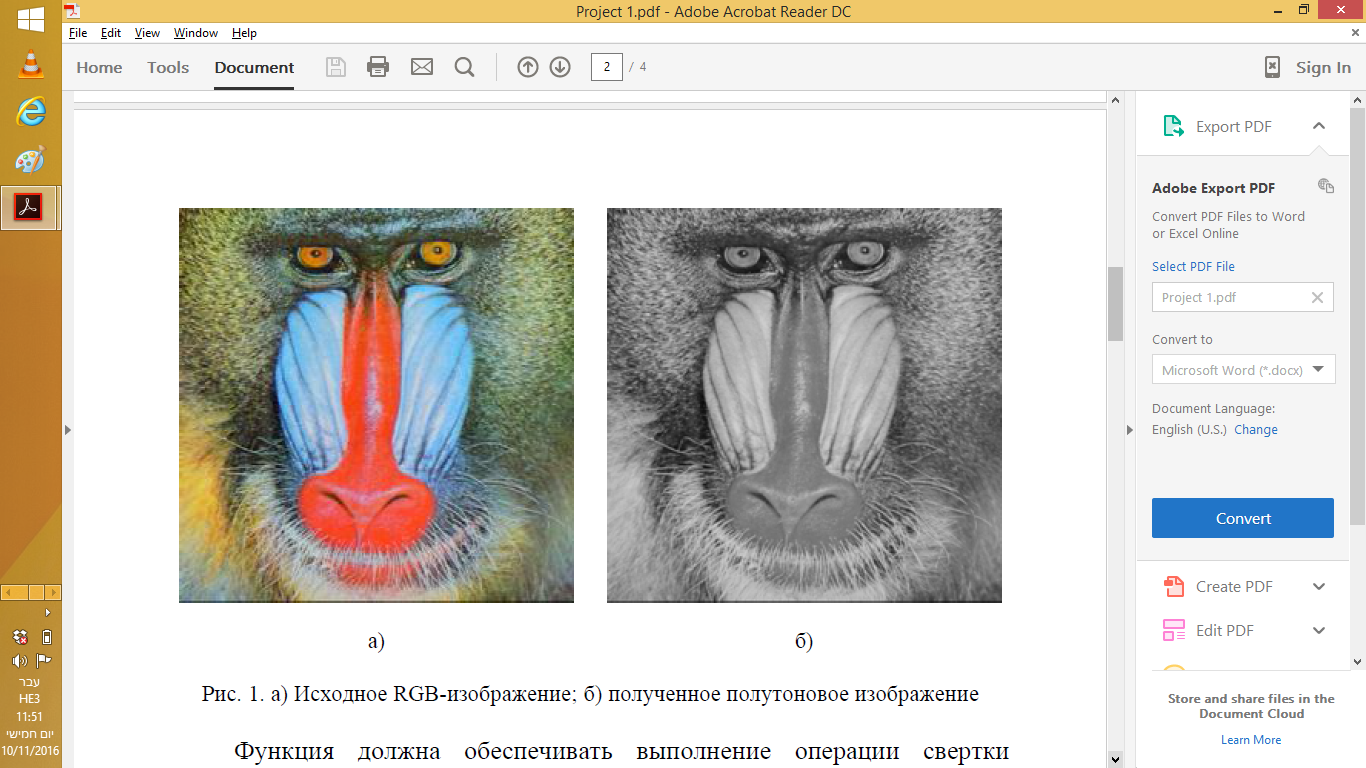 Project 1.pdf - Adobe Acrobat Reader DC
File Edit View Window Help
Home Tools Document 2 / 4 Sign In
Export PDF
Adobe Export PDF
Convert PDF Files to Word
or Excel Online
Select PDF File
Project 1.pdf
Convert to
Microsoft Word (*.docx)
Document Language:
English (U.S.) Change
Convert
Create PDF
Edit PDF
Store and share files in the
Document Cloud
Learn More
а) б)
Рис. 1. а) Исходное RGB-изображение; б) полученное полутоновое изображение
Функция должна обеспечивать выполнение операции свертки
עבר
HE3
11:51
יום חמישי
10/11/2016